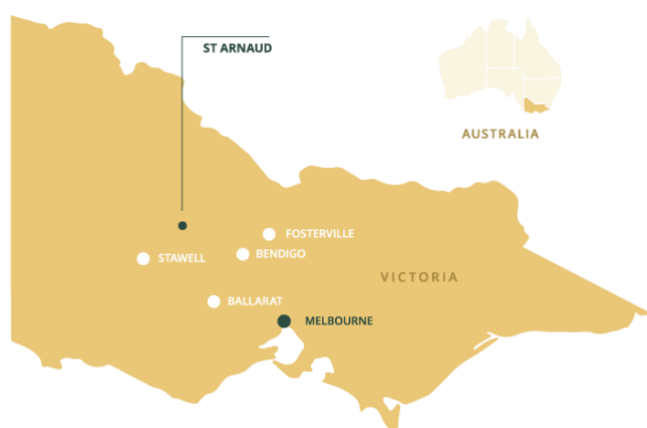 ST ARNAUD
AUSTRALIA
FOSTERVILLE
BENDIGO
STAWELL
VICTORIA
BALLARAT
MELBOURNE